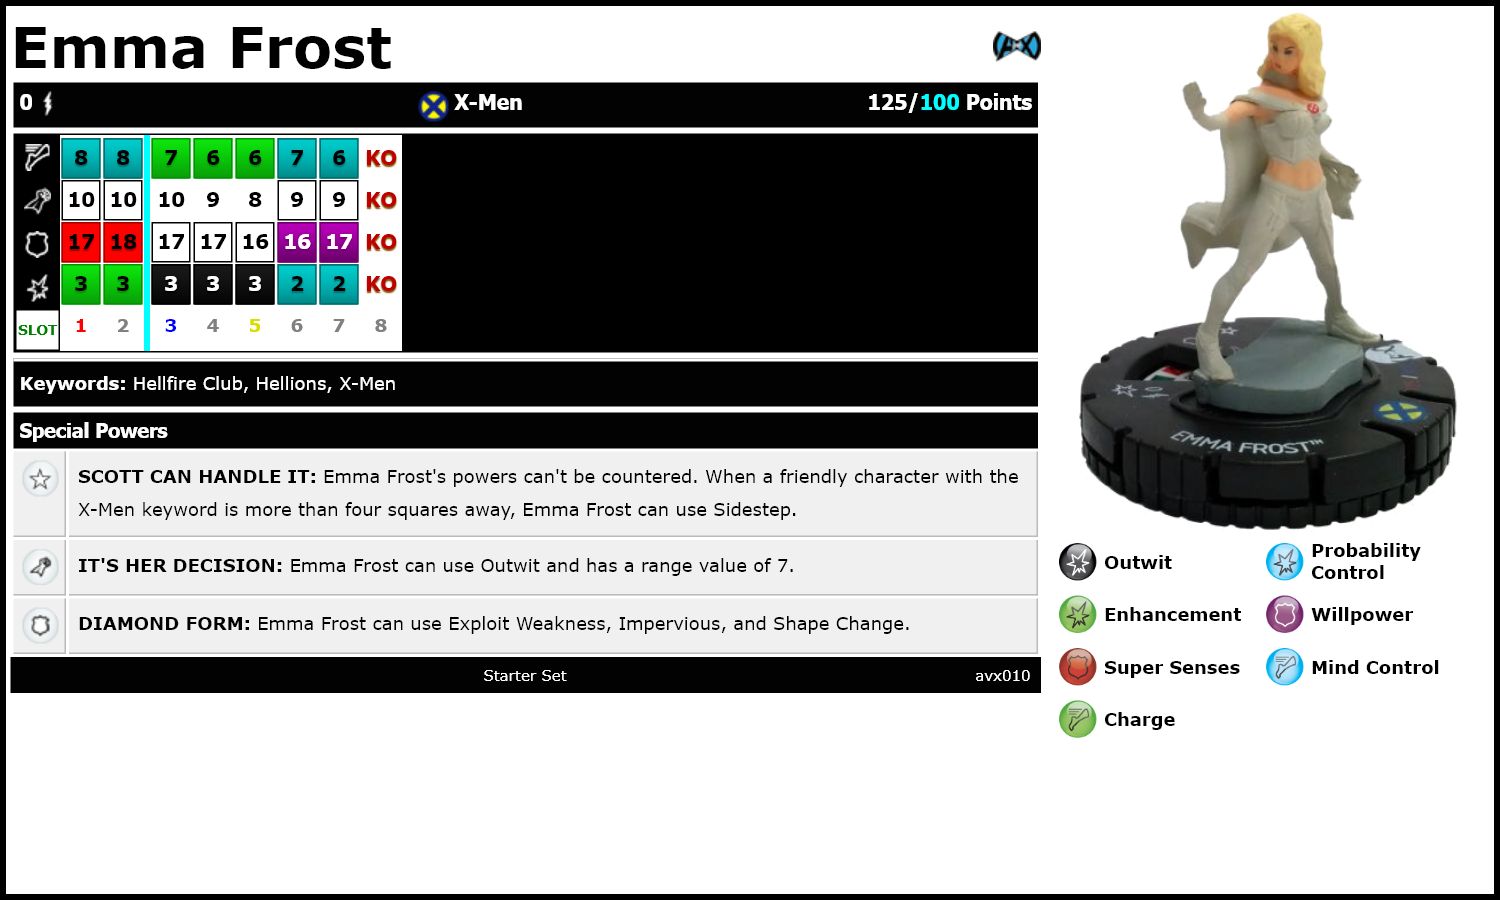 Emma Frost
AvX
0 X-Men 125/100 Points
8 8 7 6 6 7 6 KO
10 10 10 9 8 9 9 KO
17 18 17 17 16 16 17 KO
3 3 3 3 3 2 2 KO
SLOT 1 2 3 4 5 6 7 8
Keywords: Hellfire Club, Hellions, X-Men
Special Powers
SCOTT CAN HANDLE IT: Emma Frost's powers can't be countered. When a friendly character with the
X-Men keyword is more than four squares away, Emma Frost can use Sidestep.
IT'S HER DECISION: Emma Frost can use Outwit and has a range value of 7.
DIAMOND FORM: Emma Frost can use Exploit Weakness, Impervious, and Shape Change.
Starter Set avx010
EMMA FROST™
Outwit
Probability
Control
Enhancement
Willpower
Super Senses
Mind Control
Charge